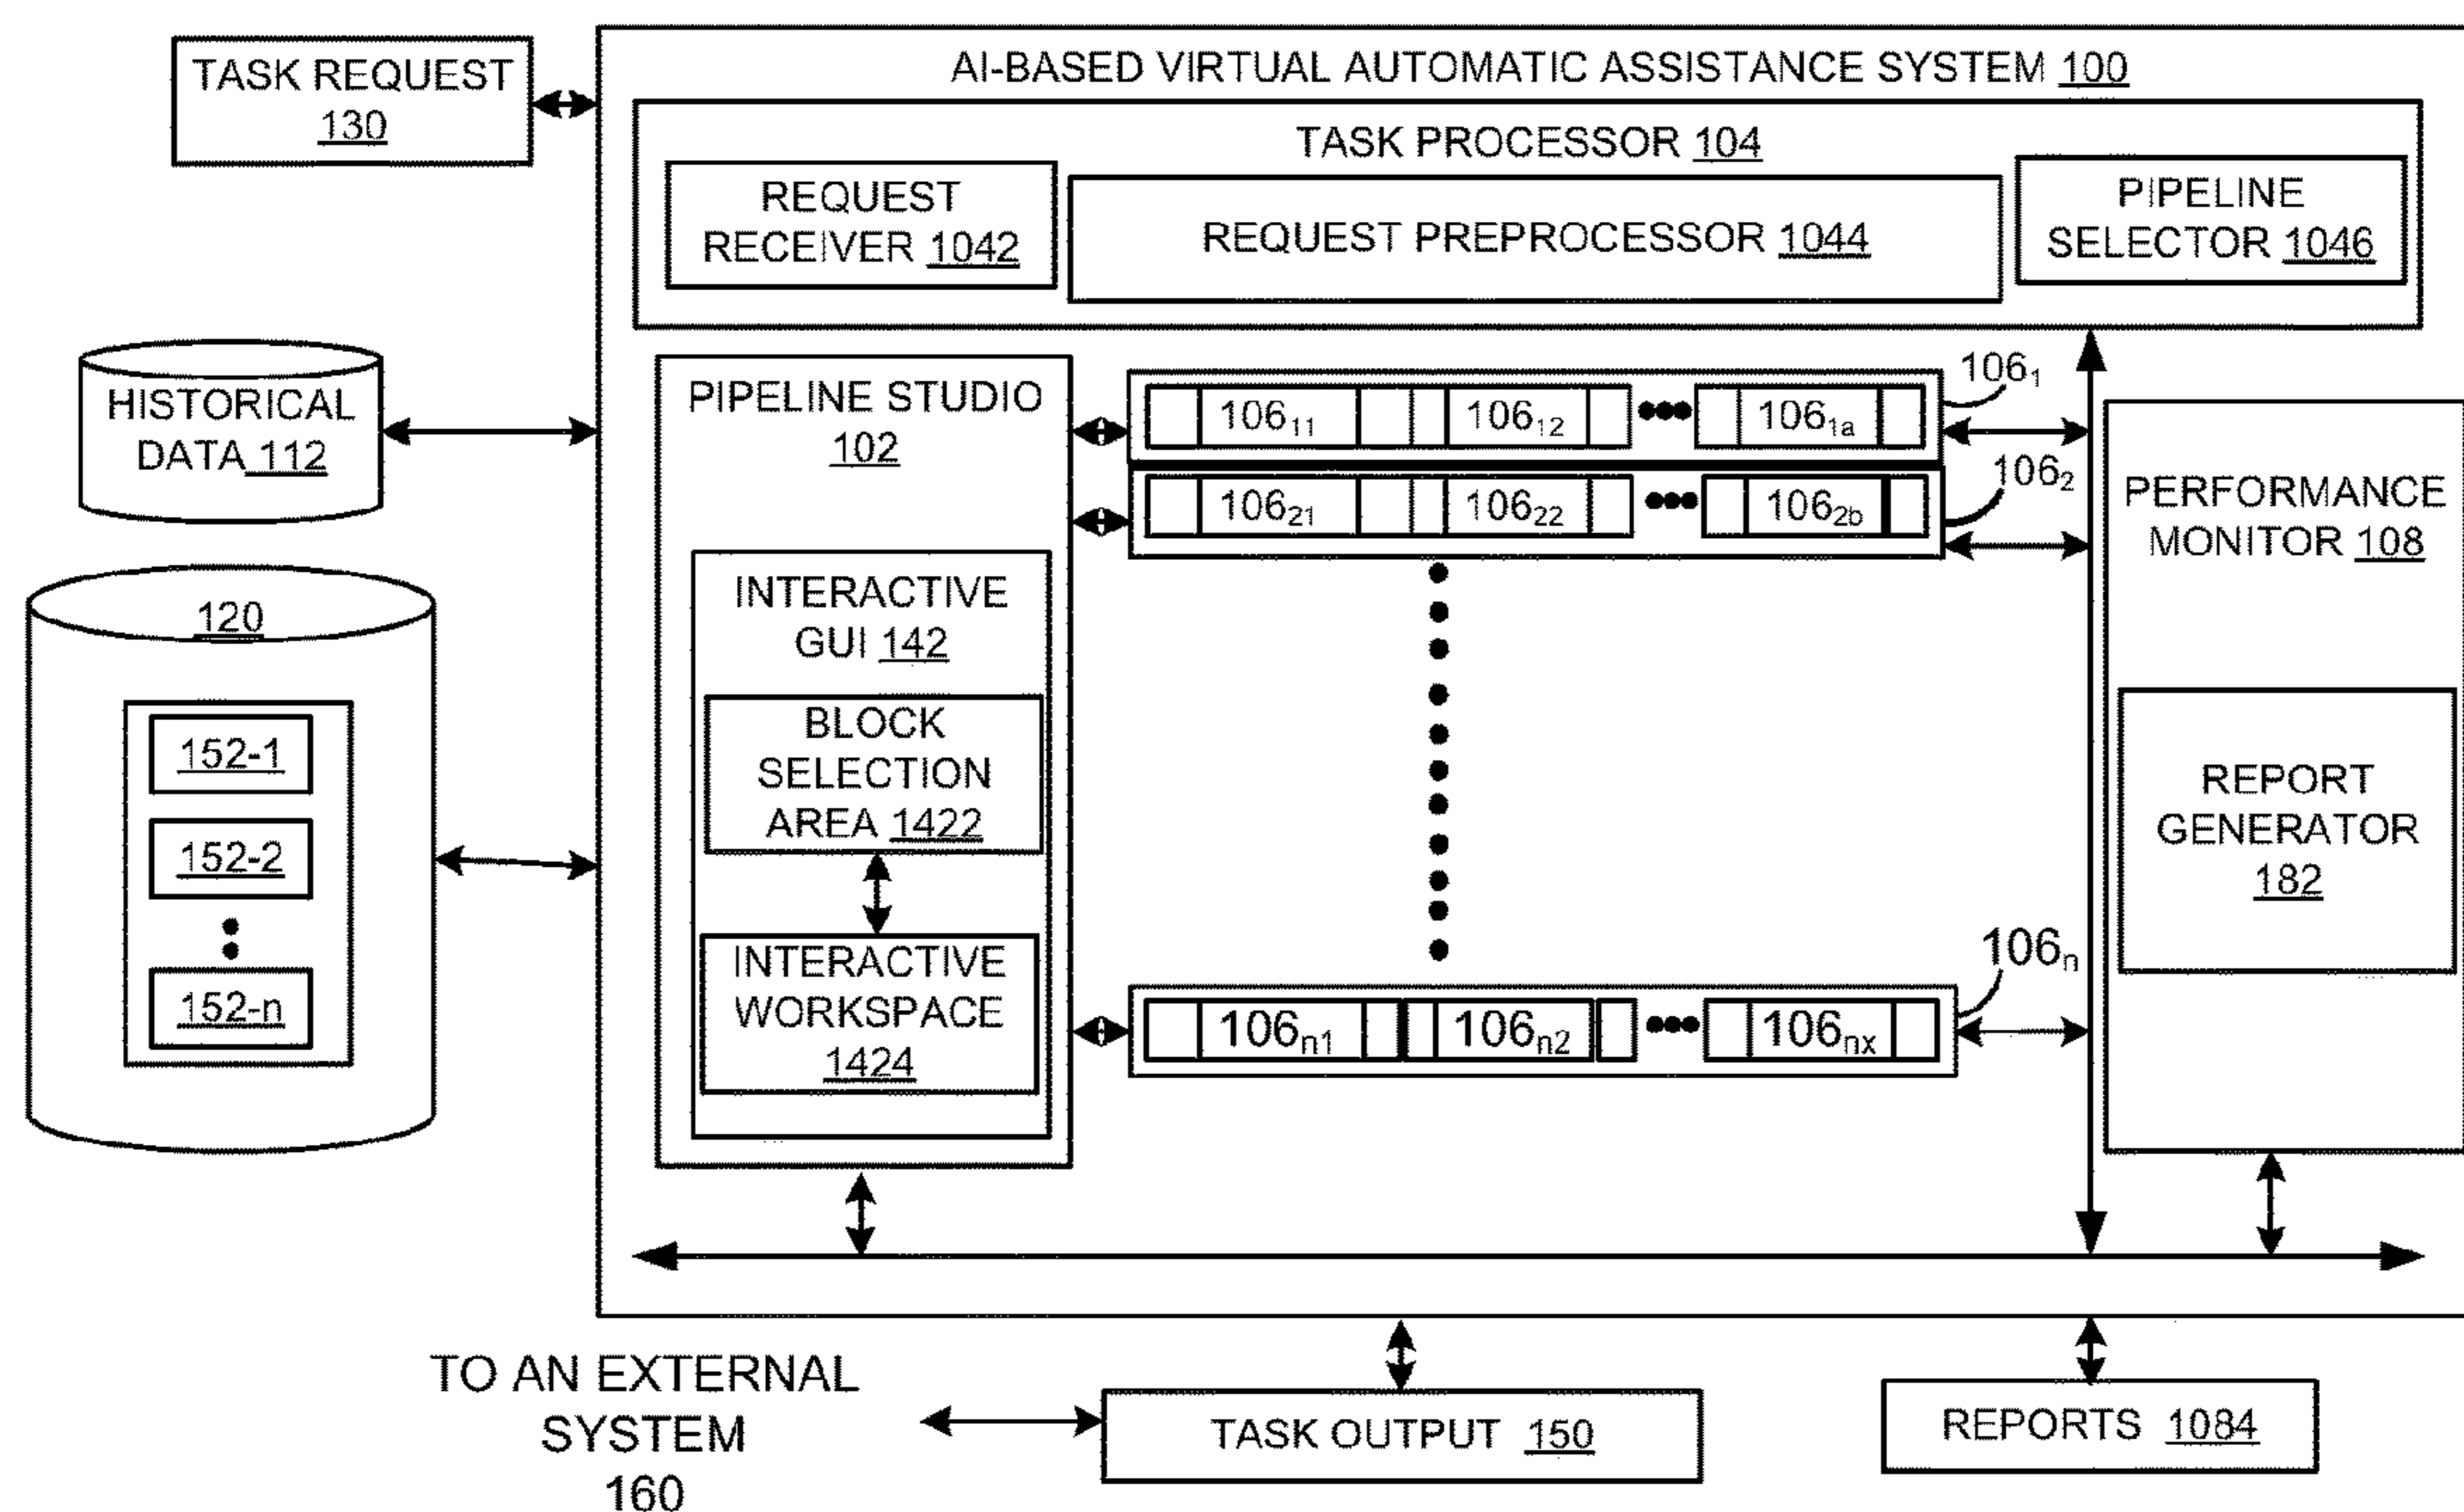 TASK REQUEST
130
AI-BASED VIRTUAL AUTOMATIC ASSISTANCE SYSTEM 100
TASK PROCESSOR 104
REQUEST
RECEIVER 1042
REQUEST PREPROCESSOR 1044
PIPELINE
SELECTOR 1046
HISTORICAL
DATA 112
120
152-1
152-2
152-n
PIPELINE STUDIO
102
INTERACTIVE
GUI 142
BLOCK
SELECTION
AREA 1422
INTERACTIVE
WORKSPACE
1424
106₁
106₁₁ 106₁₂ 106₁ₐ
106₂
106₂₁ 106₂₂ 106₂b
106ₙ
106ₙ₁ 106ₙ₂ 106ₙₓ
PERFORMANCE
MONITOR 108
REPORT
GENERATOR
182
TO AN EXTERNAL
SYSTEM
160
TASK OUTPUT 150
REPORTS 1084